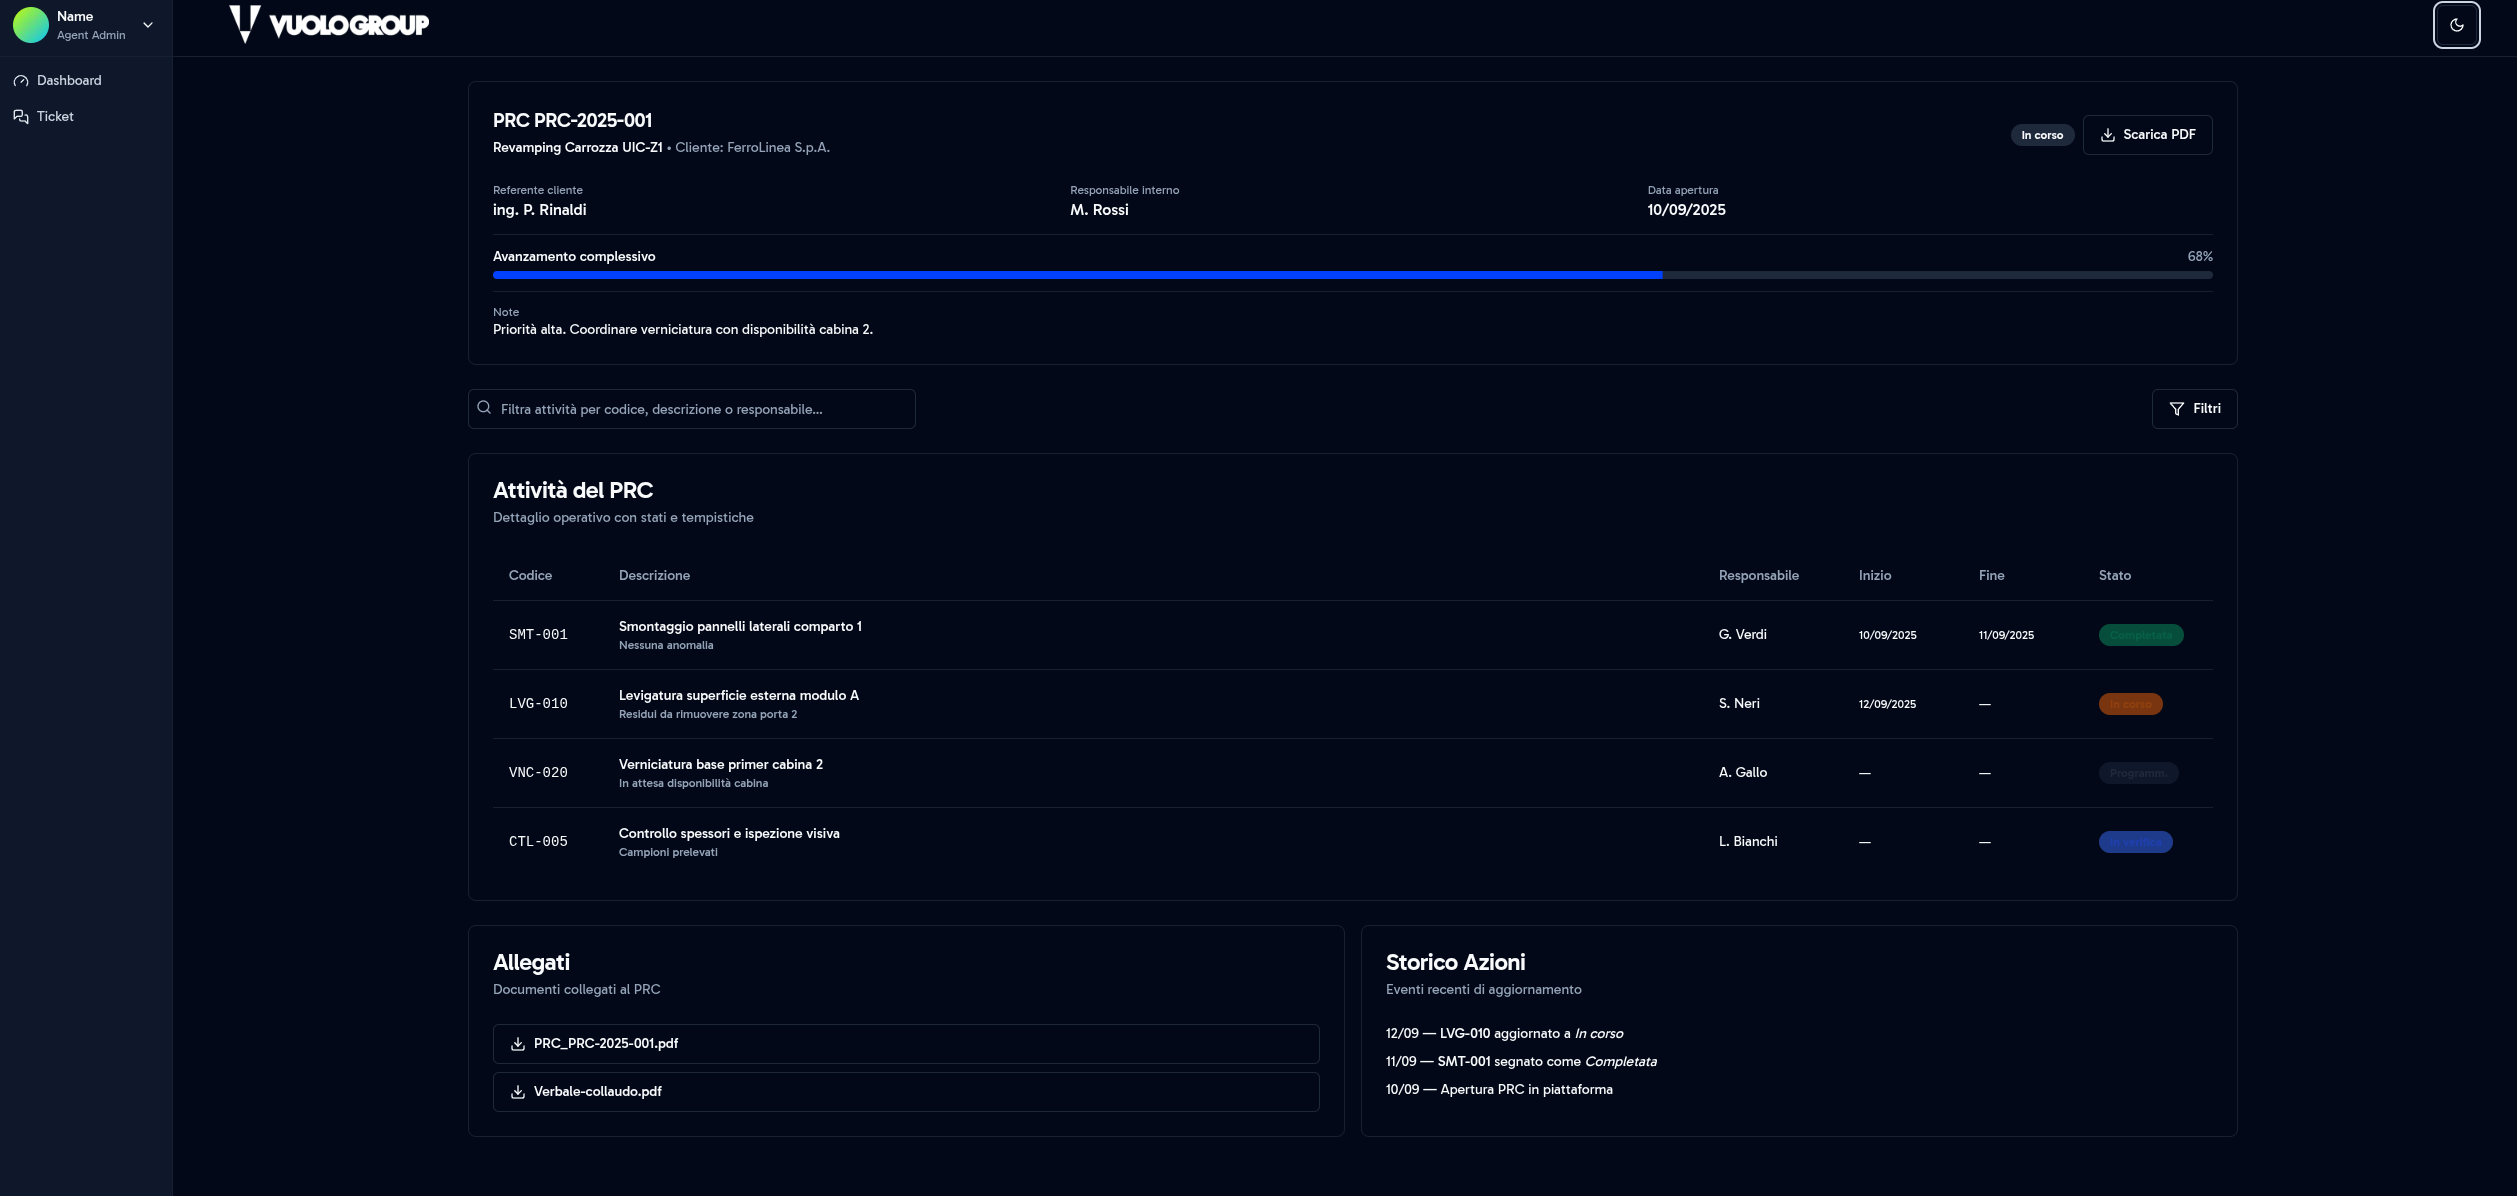 Name
Agent Admin
VUOLOGROUP
Dashboard
Ticket
PRC PRC-2025-001
Revamping Carrozza UIC-Z1 • Cliente: FerroLinea S.p.A.
In corso
Scarica PDF
Referente cliente
Responsabile interno
Data apertura
ing. P. Rinaldi
M. Rossi
10/09/2025
Avanzamento complessivo
68%
Note
Priorità alta. Coordinare verniciatura con disponibilità cabina 2.
Filtra attività per codice, descrizione o responsabile...
Filtri
Attività del PRC
Dettaglio operativo con stati e tempistiche
Codice Descrizione Responsabile Inizio Fine Stato
SMT-001 Smontaggio pannelli laterali comparto 1 G. Verdi 10/09/2025 11/09/2025 Completata
Nessuna anomalia
LVG-010 Levigatura superficie esterna modulo A S. Neri 12/09/2025 — In corso
Residui da rimuovere zona porta 2
VNC-020 Verniciatura base primer cabina 2 A. Gallo — — Programm.
In attesa disponibilità cabina
CTL-005 Controllo spessori e ispezione visiva L. Bianchi — — In verifica
Campioni prelevati
Allegati
Documenti collegati al PRC
PRC_PRC-2025-001.pdf
Verbale-collaudo.pdf
Storico Azioni
Eventi recenti di aggiornamento
12/09 — LVG-010 aggiornato a In corso
11/09 — SMT-001 segnato come Completata
10/09 — Apertura PRC in piattaforma